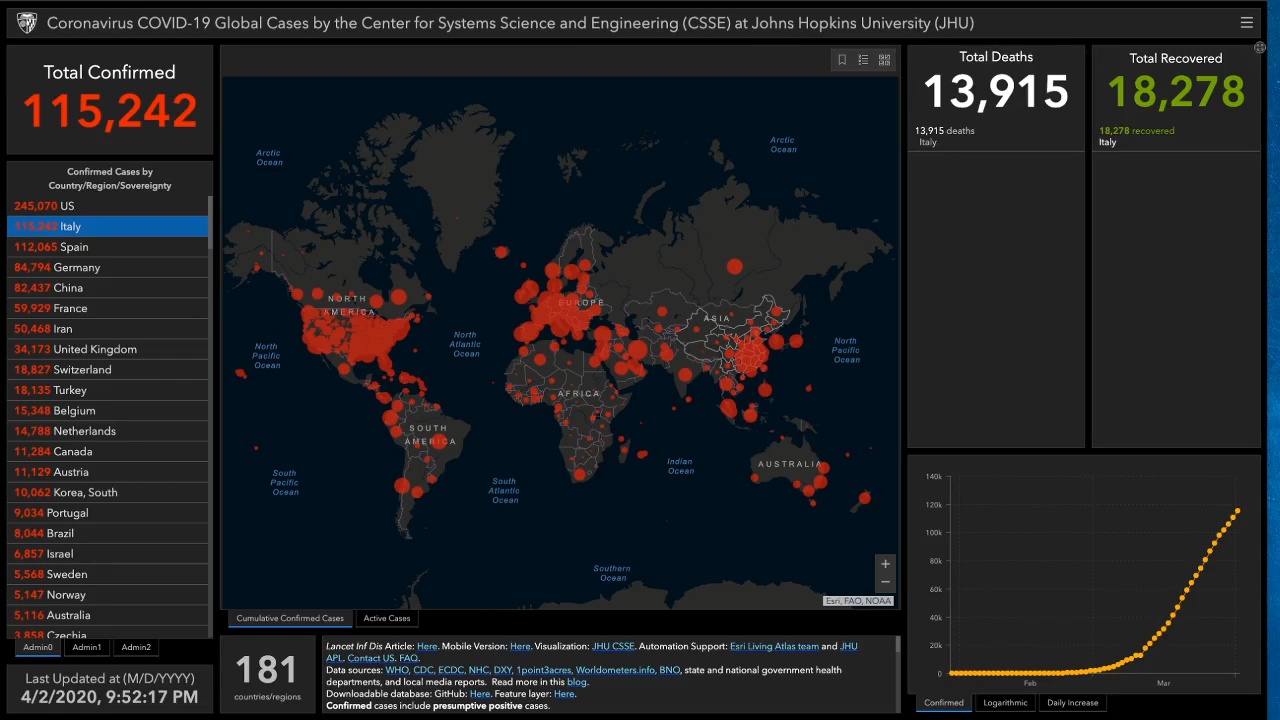 Coronavirus COVID-19 Global Cases by the Center for Systems Science and Engineering (CSSE) at Johns Hopkins University (JHU)
Total Confirmed
115,242
Confirmed Cases by
Country/Region/Sovereignty
245,070 US
115,242 Italy
112,065 Spain
84,794 Germany
82,437 China
59,929 France
50,468 Iran
34,173 United Kingdom
18,827 Switzerland
18,135 Turkey
15,348 Belgium
14,788 Netherlands
11,284 Canada
11,129 Austria
10,062 Korea, South
9,034 Portugal
8,044 Brazil
6,857 Israel
5,568 Sweden
5,147 Norway
5,116 Australia
3,858 Czechia
Admin0 Admin1 Admin2
Last Updated at (M/D/YYYY)
4/2/2020, 9:52:17 PM
Arctic
Ocean
Arctic
Ocean
NORTH
AMERICA
EUROPE
ASIA
North
Pacific
Ocean
North
Atlantic
Ocean
North
Pacific
Ocean
AFRICA
SOUTH
AMERICA
AUSTRALIA
South
Pacific
Ocean
South
Atlantic
Ocean
Indian
Ocean
Southern
Ocean
+
−
Esri, FAO, NOAA
Cumulative Confirmed Cases Active Cases
181
countries/regions
Lancet Inf Dis Article: Here. Mobile Version: Here. Visualization: JHU CSSE. Automation Support: Esri Living Atlas team and JHU
APL. Contact US. FAQ.
Data sources: WHO, CDC, ECDC, NHC, DXY, 1point3acres, Worldometers.info, BNO, state and national government health
departments, and local media reports. Read more in this blog.
Downloadable database: GitHub: Here. Feature layer: Here.
Confirmed cases include presumptive positive cases.
Total Deaths
13,915
13,915 deaths
Italy
Total Recovered
18,278
18,278 recovered
Italy
140k
120k
100k
80k
60k
40k
20k
0
Feb Mar
Confirmed Logarithmic Daily Increase